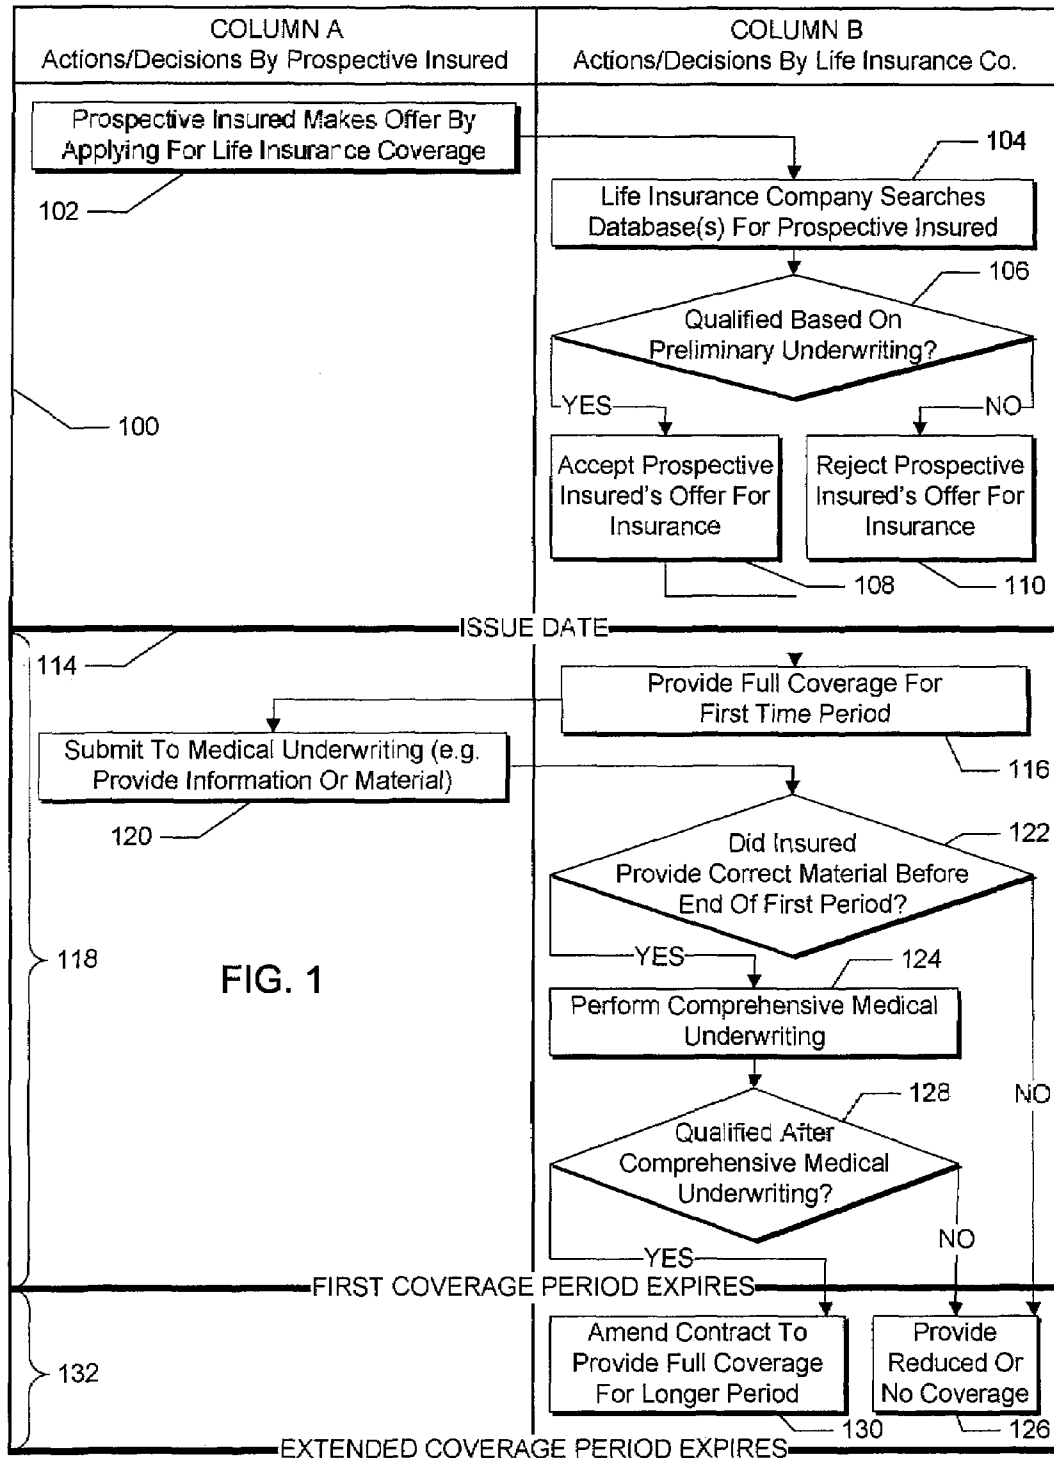 COLUMN A
Actions/Decisions By Prospective Insured
COLUMN B
Actions/Decisions By Life Insurance Co.
Prospective Insured Makes Offer By
Applying For Life Insurance Coverage
102
104
Life Insurance Company Searches
Database(s) For Prospective Insured
106
Qualified Based On
Preliminary Underwriting?
100
YES
NO
Accept Prospective
Insured's Offer For
Insurance
Reject Prospective
Insured's Offer For
Insurance
108
110
ISSUE DATE
114
Provide Full Coverage For
First Time Period
116
Submit To Medical Underwriting (e.g.
Provide Information Or Material)
120
122
Did Insured
Provide Correct Material Before
End Of First Period?
YES
118
FIG. 1
124
Perform Comprehensive Medical
Underwriting
NO
128
Qualified After
Comprehensive Medical
Underwriting?
NO
YES
FIRST COVERAGE PERIOD EXPIRES
132
Amend Contract To
Provide Full Coverage
For Longer Period
Provide
Reduced Or
No Coverage
130
126
EXTENDED COVERAGE PERIOD EXPIRES